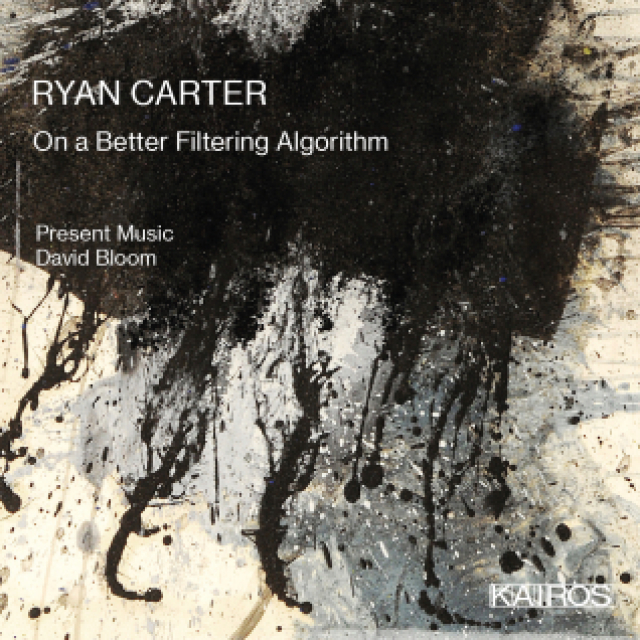 RYAN CARTER
On a Better Filtering Algorithm
Present Music
David Bloom
KAIROS